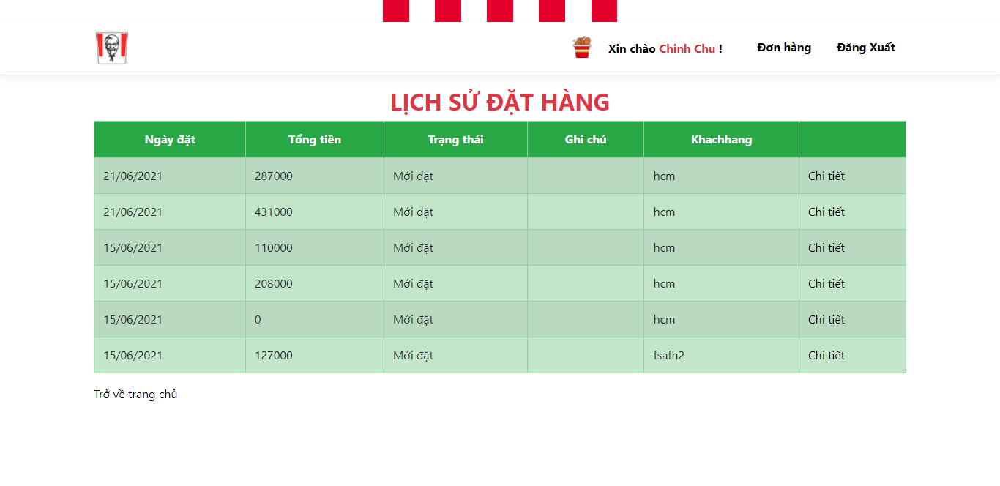 Xin chào Chinh Chu ! Đơn hàng Đăng Xuất
LỊCH SỬ ĐẶT HÀNG
Ngày đặt Tổng tiền Trạng thái Ghi chú Khachhang
21/06/2021 287000 Mới đặt hcm Chi tiết
21/06/2021 431000 Mới đặt hcm Chi tiết
15/06/2021 110000 Mới đặt hcm Chi tiết
15/06/2021 208000 Mới đặt hcm Chi tiết
15/06/2021 0 Mới đặt hcm Chi tiết
15/06/2021 127000 Mới đặt fsafh2 Chi tiết
Trở về trang chủ